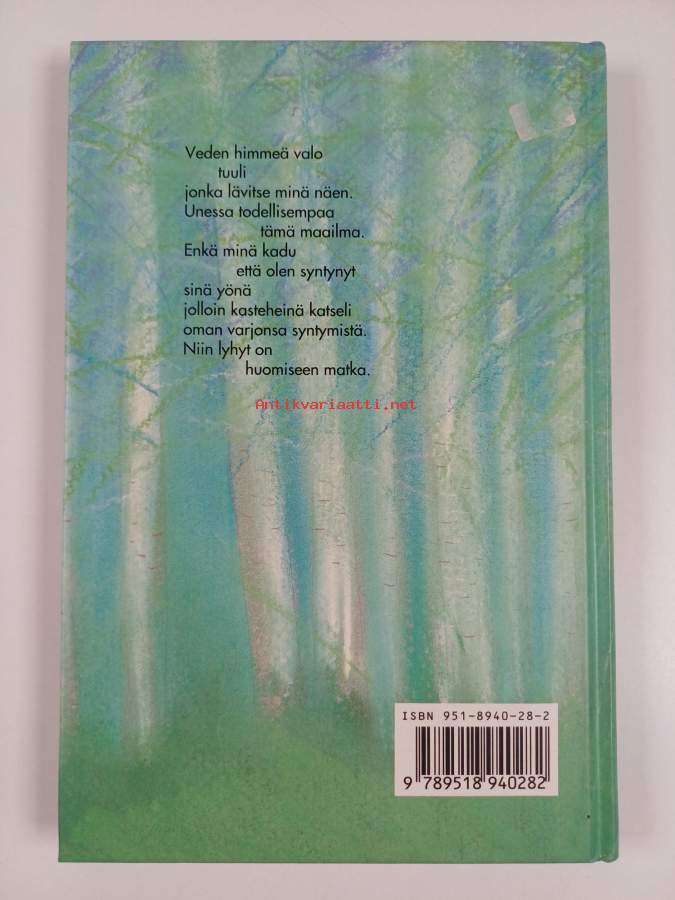 Veden himmeä valo
tuuli
jonka lävitse minä näen.
Unessa todellisempaa
tämä maailma.
Enkä minä kadu
että olen syntynyt
sinä yönä
jolloin kasteheinä katseli
oman varjonsa syntymistä.
Niin lyhyt on
huomiseen matka.
Antikvariaatti.net
ISBN 951-8940-28-2
9 789518 940282